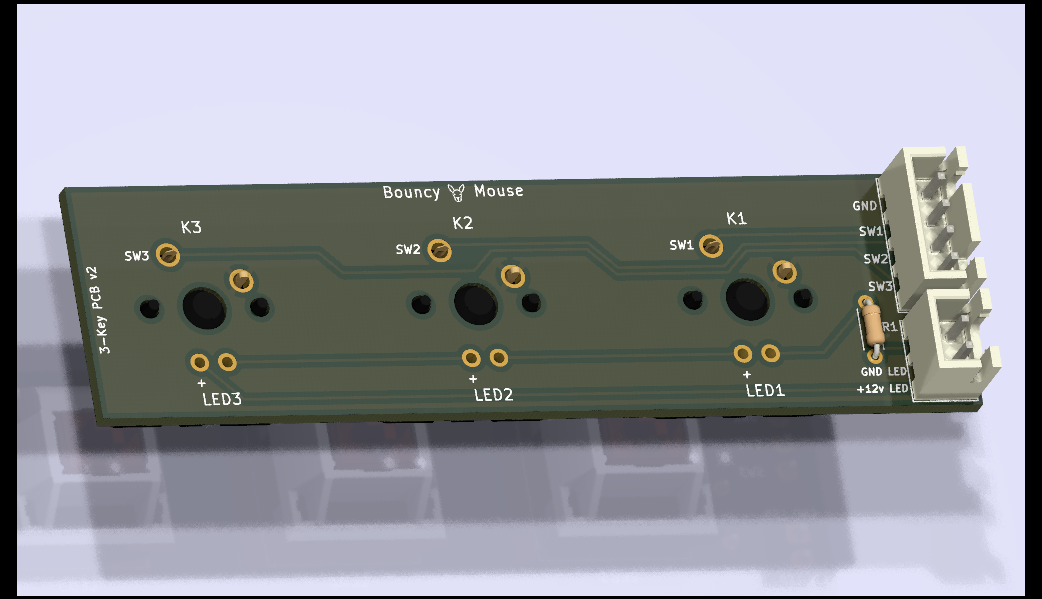 Bouncy Mouse
K3
K2
K1
SW3
SW2
SW1
GND
SW1
SW2
SW3
R1
3-Key PCB v2
+
LED3
+
LED2
+
LED1
GND LED
+12v LED